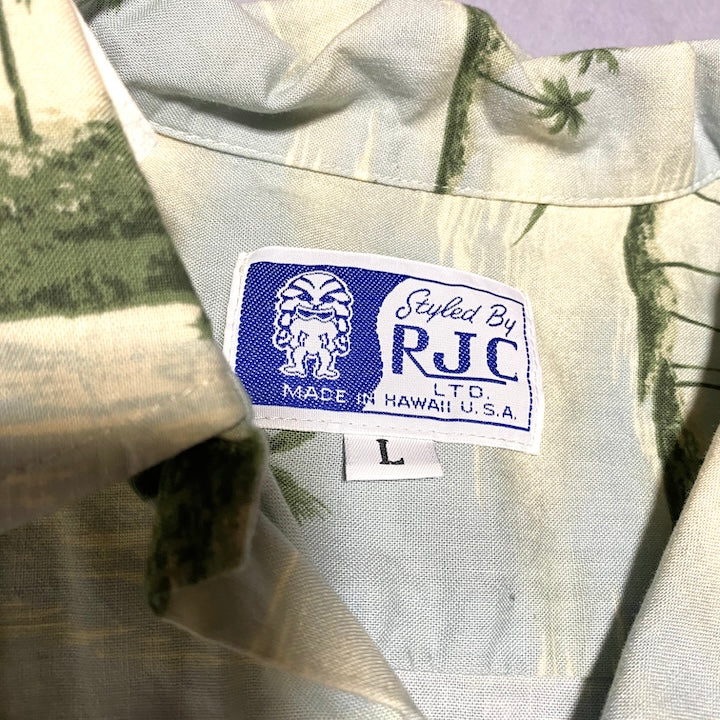 Styled By
RJC
LTD.
MADE IN HAWAII U.S.A.
L